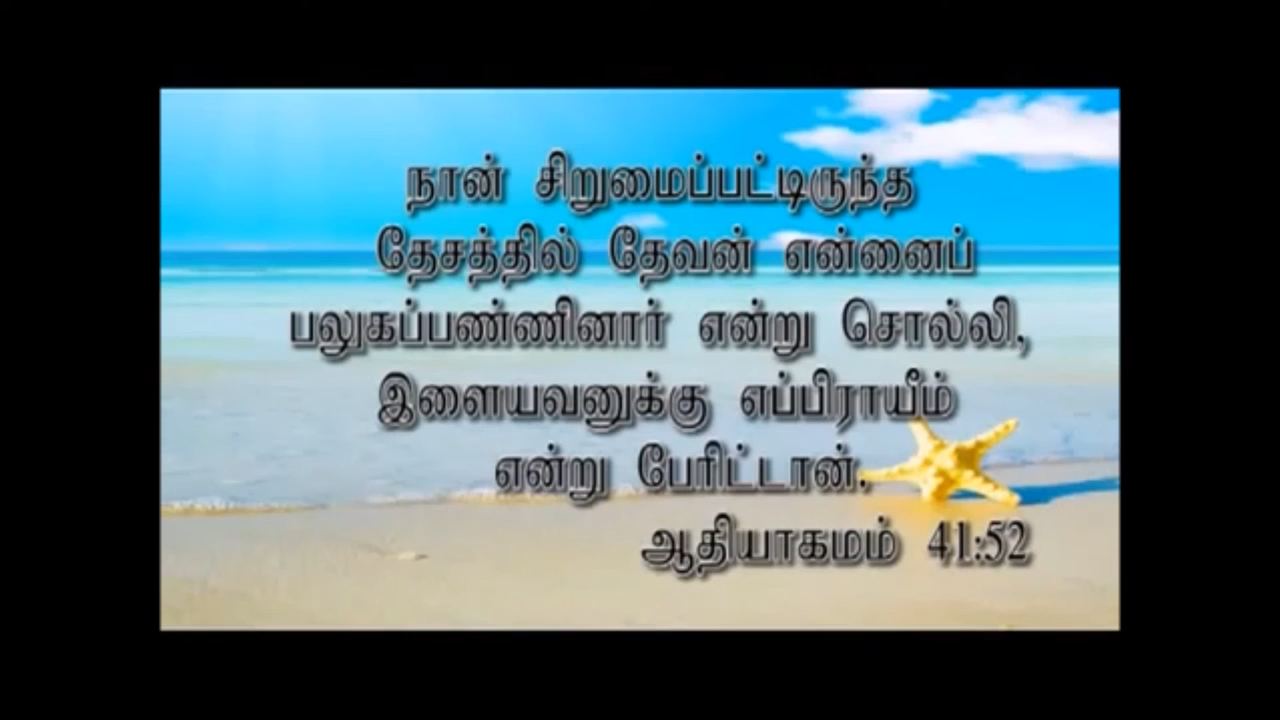 நான் சிறுமைப்பட்டிருந்த
தேசத்தில் தேவன் என்னைப்
பலுகப்பண்ணினார் என்று சொல்லி,
இளையவனுக்கு எப்பிராயீம்
என்று பேரிட்டான்.
ஆதியாகமம் 41:52